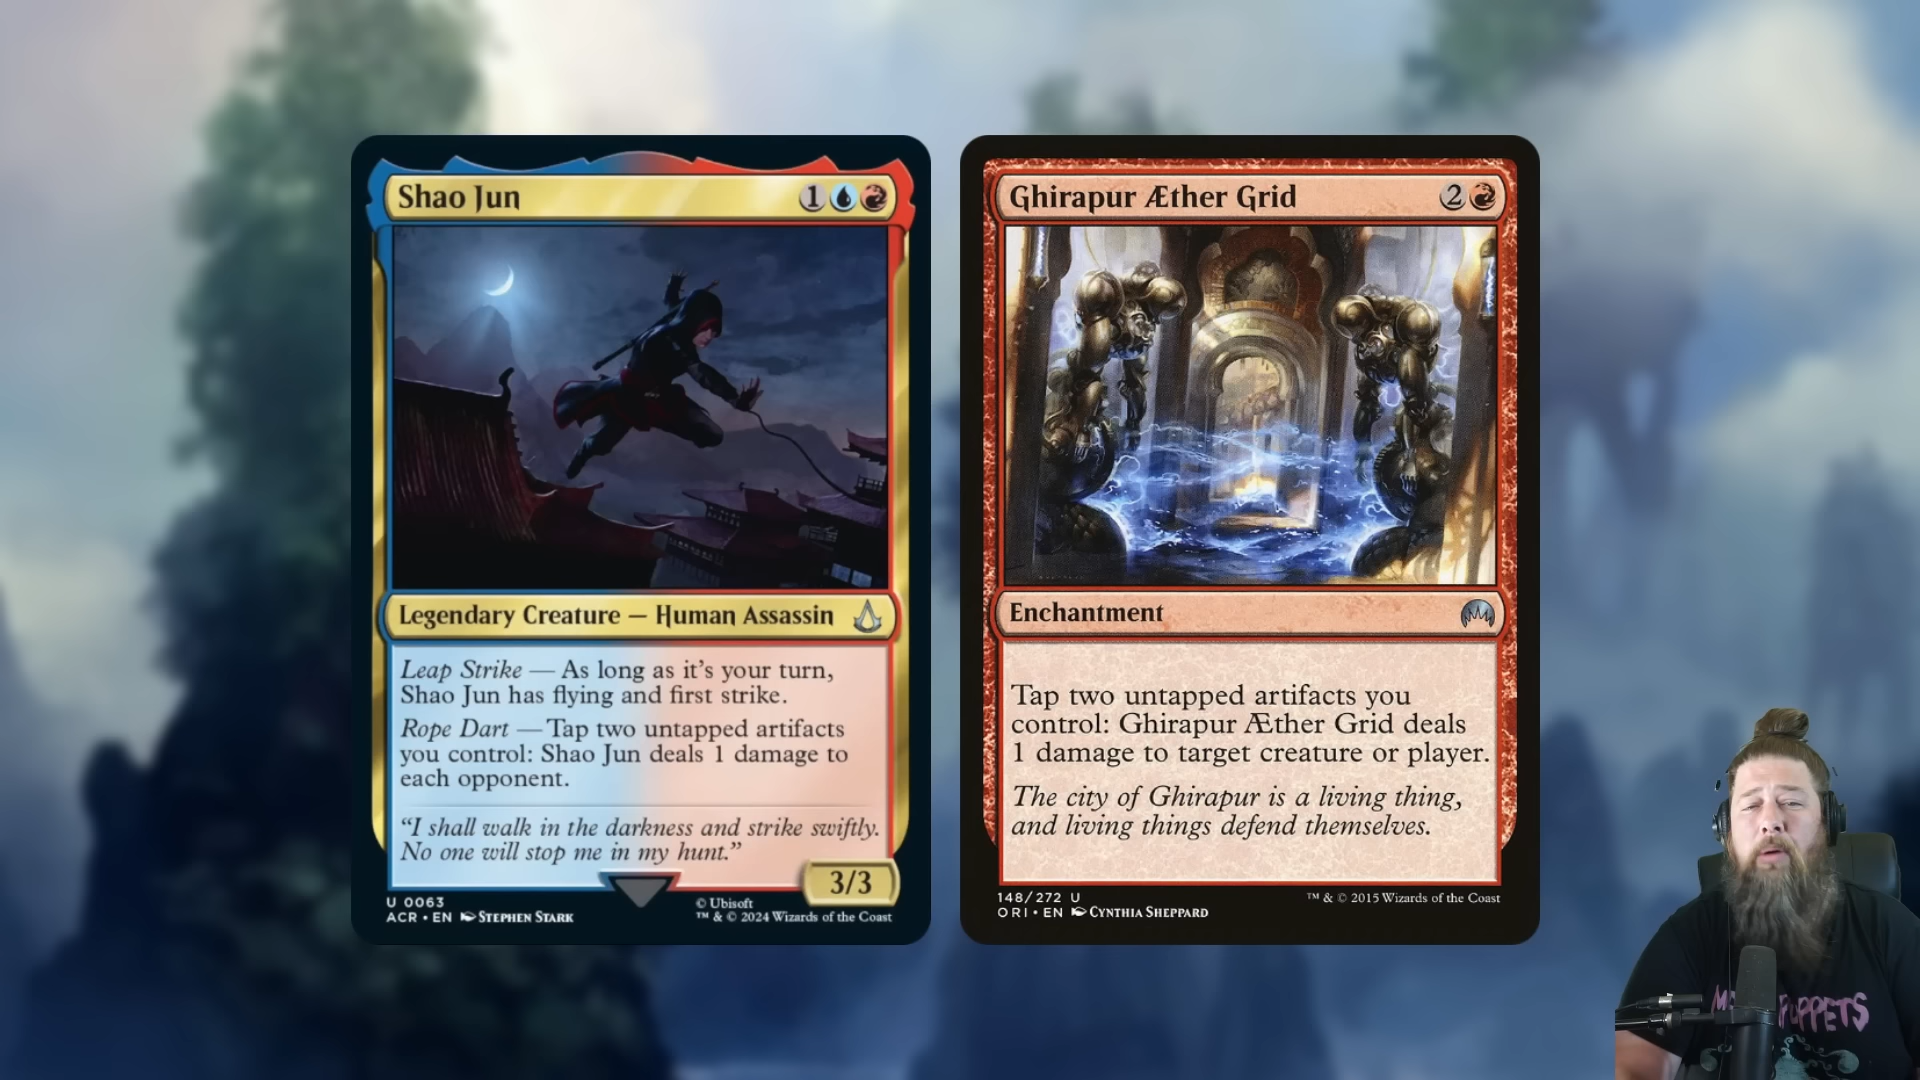 Shao Jun
1
Legendary Creature — Human Assassin
Leap Strike — As long as it's your turn,
Shao Jun has flying and first strike.
Rope Dart — Tap two untapped artifacts
you control: Shao Jun deals 1 damage to
each opponent.
"I shall walk in the darkness and strike swiftly.
No one will stop me in my hunt."
3/3
U 0063
ACR • EN Stephen Stark
© Ubisoft
™ & © 2024 Wizards of the Coast
Ghirapur Æther Grid
2
Enchantment
Tap two untapped artifacts you
control: Ghirapur Æther Grid deals
1 damage to target creature or player.
The city of Ghirapur is a living thing,
and living things defend themselves.
148/272 U
ORI • EN Cynthia Sheppard
™ & © 2015 Wizards of the Coast